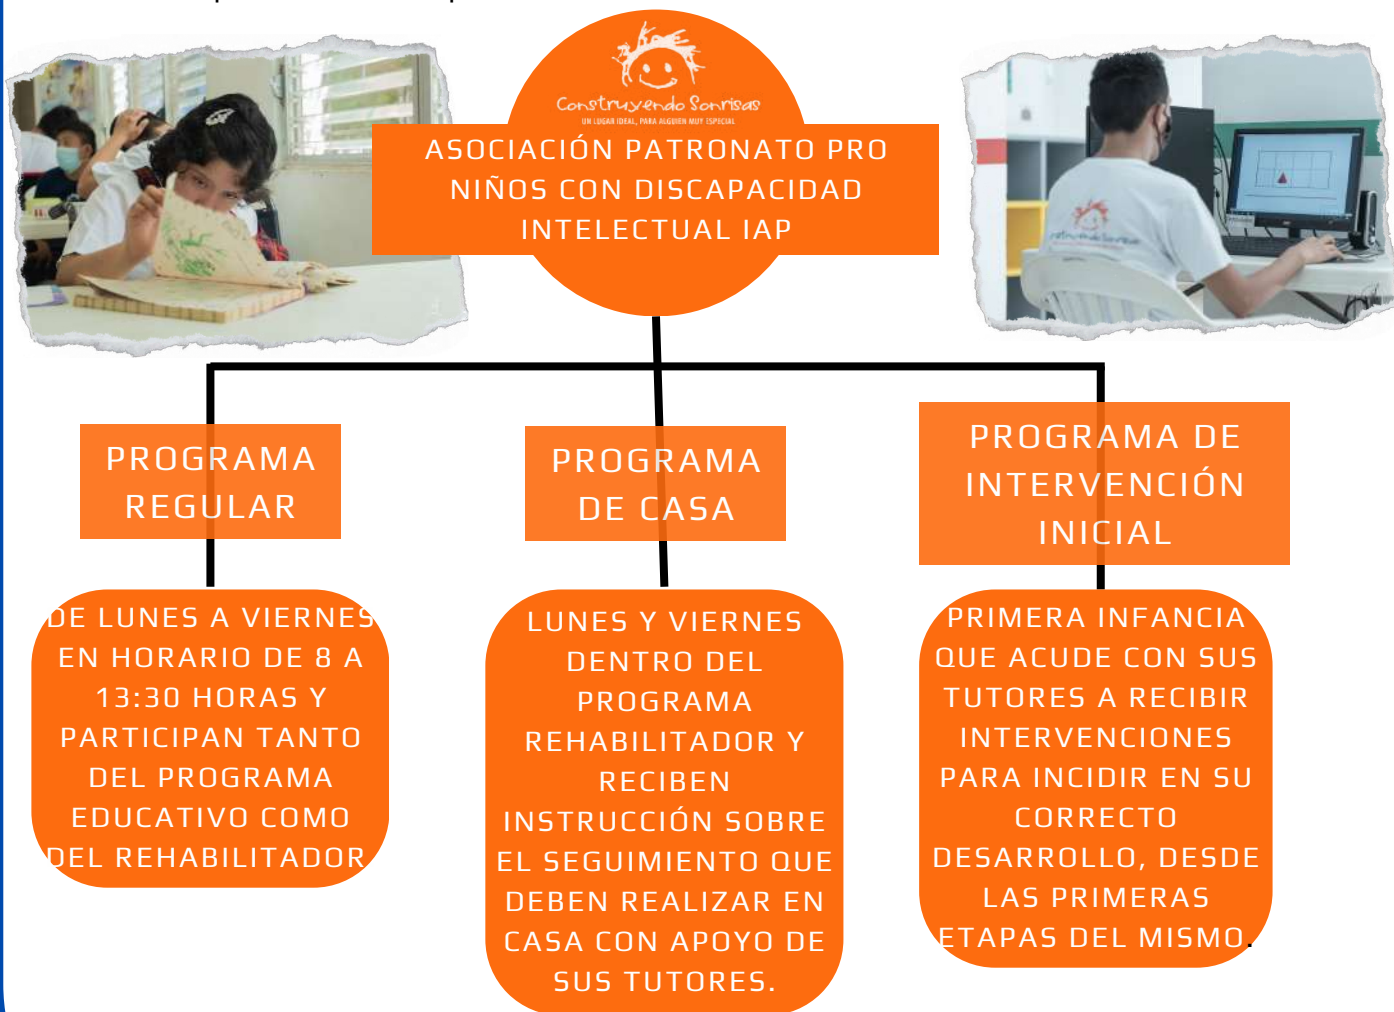 Construyendo Sonrisas
UN LUGAR IDEAL, PARA ALGUIEN MUY ESPECIAL
ASOCIACIÓN PATRONATO PRO
NIÑOS CON DISCAPACIDAD
INTELECTUAL IAP
PROGRAMA
REGULAR
DE LUNES A VIERNES
EN HORARIO DE 8 A
13:30 HORAS Y
PARTICIPAN TANTO
DEL PROGRAMA
EDUCATIVO COMO
DEL REHABILITADOR.
PROGRAMA
DE CASA
LUNES Y VIERNES
DENTRO DEL
PROGRAMA
REHABILITADOR Y
RECIBEN
INSTRUCCIÓN SOBRE
EL SEGUIMIENTO QUE
DEBEN REALIZAR EN
CASA CON APOYO DE
SUS TUTORES.
PROGRAMA DE
INTERVENCIÓN
INICIAL
PRIMERA INFANCIA
QUE ACUDE CON SUS
TUTORES A RECIBIR
INTERVENCIONES
PARA INCIDIR EN SU
CORRECTO
DESARROLLO, DESDE
LAS PRIMERAS
ETAPAS DEL MISMO.